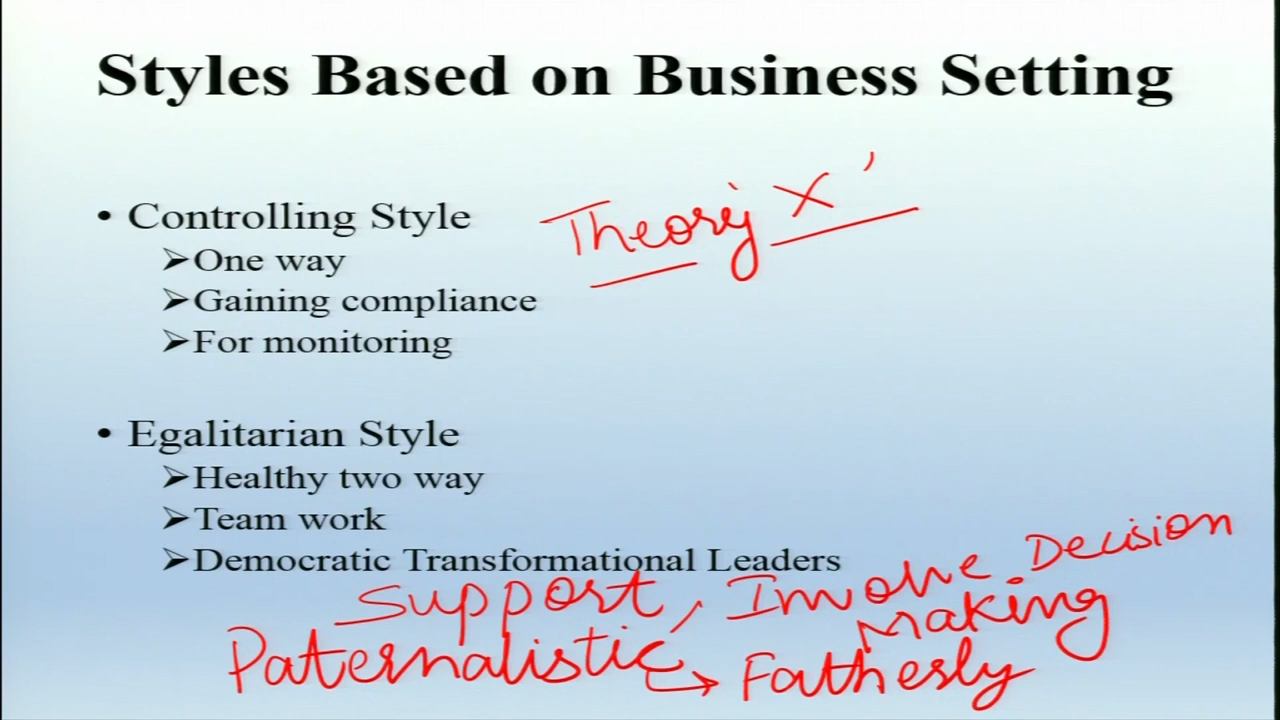 Styles Based on Business Setting
• Controlling Style
Theory X'
➢One way
➢Gaining compliance
➢For monitoring
• Egalitarian Style
➢Healthy two way
➢Team work
➢Democratic Transformational Leaders
Support, Involve Decision
Making
Paternalistic → Fatherly